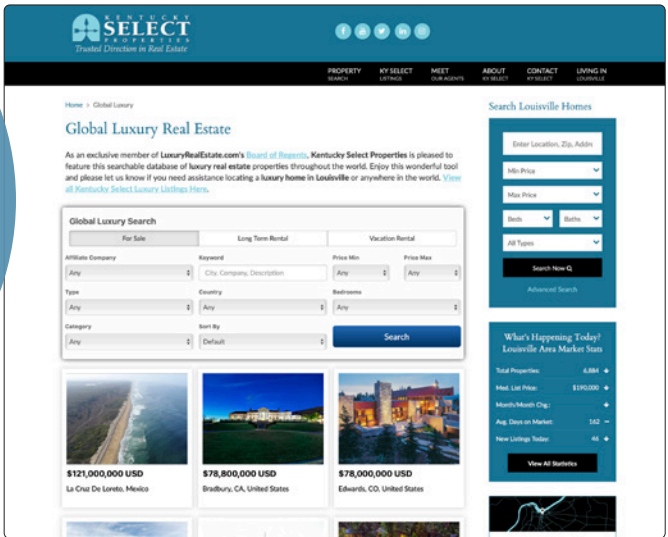 KENTUCKY
SELECT
PROPERTIES
Trusted Direction in Real Estate
PROPERTY
SEARCH
KY SELECT
LISTINGS
MEET
OUR AGENTS
ABOUT
KY SELECT
CONTACT
KY SELECT
LIVING IN
LOUISVILLE
Home > Global Luxury
Global Luxury Real Estate
As an exclusive member of LuxuryRealEstate.com's Board of Regents, Kentucky Select Properties is pleased to
feature this searchable database of luxury real estate properties throughout the world. Enjoy this wonderful tool
and please let us know if you need assistance locating a luxury home in Louisville or anywhere in the world. View
all Kentucky Select Luxury Listings Here.
Global Luxury Search
For Sale
Long Term Rental
Vacation Rental
Affiliate Company
Keyword
Price Min
Price Max
Any
City, Company, Description
Any
Any
Type
Country
Bedrooms
Any
Any
Any
Category
Sort By
Any
Default
Search
$121,000,000 USD
La Cruz De Loreto, Mexico
$78,800,000 USD
Bradbury, CA, United States
$78,000,000 USD
Edwards, CO, United States
Search Louisville Homes
Enter Location, Zip, Addre
Min Price
Max Price
Beds
Baths
All Types
Search Now
Advanced Search
What's Happening Today?
Louisville Area Market Stats
Total Properties: 6,884 +
Med. List Price: $190,000 +
Month/Month Chg.: +
Avg. Days on Market: 162 −
New Listings Today: 46 +
View All Statistics